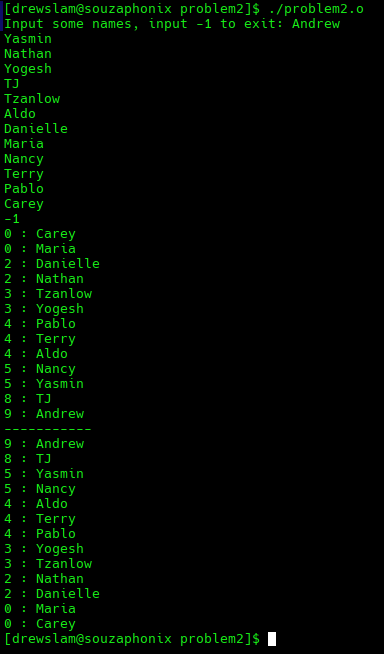 [drewslam@souzaphonix problem2]$ ./problem2.o
Input some names, input -1 to exit: Andrew
Yasmin
Nathan
Yogesh
TJ
Tzanlow
Aldo
Danielle
Maria
Nancy
Terry
Pablo
Carey
-1
0 : Carey
0 : Maria
2 : Danielle
2 : Nathan
3 : Tzanlow
3 : Yogesh
4 : Pablo
4 : Terry
4 : Aldo
5 : Nancy
5 : Yasmin
8 : TJ
9 : Andrew
-----------
9 : Andrew
8 : TJ
5 : Yasmin
5 : Nancy
4 : Aldo
4 : Terry
4 : Pablo
3 : Yogesh
3 : Tzanlow
2 : Nathan
2 : Danielle
0 : Maria
0 : Carey
[drewslam@souzaphonix problem2]$